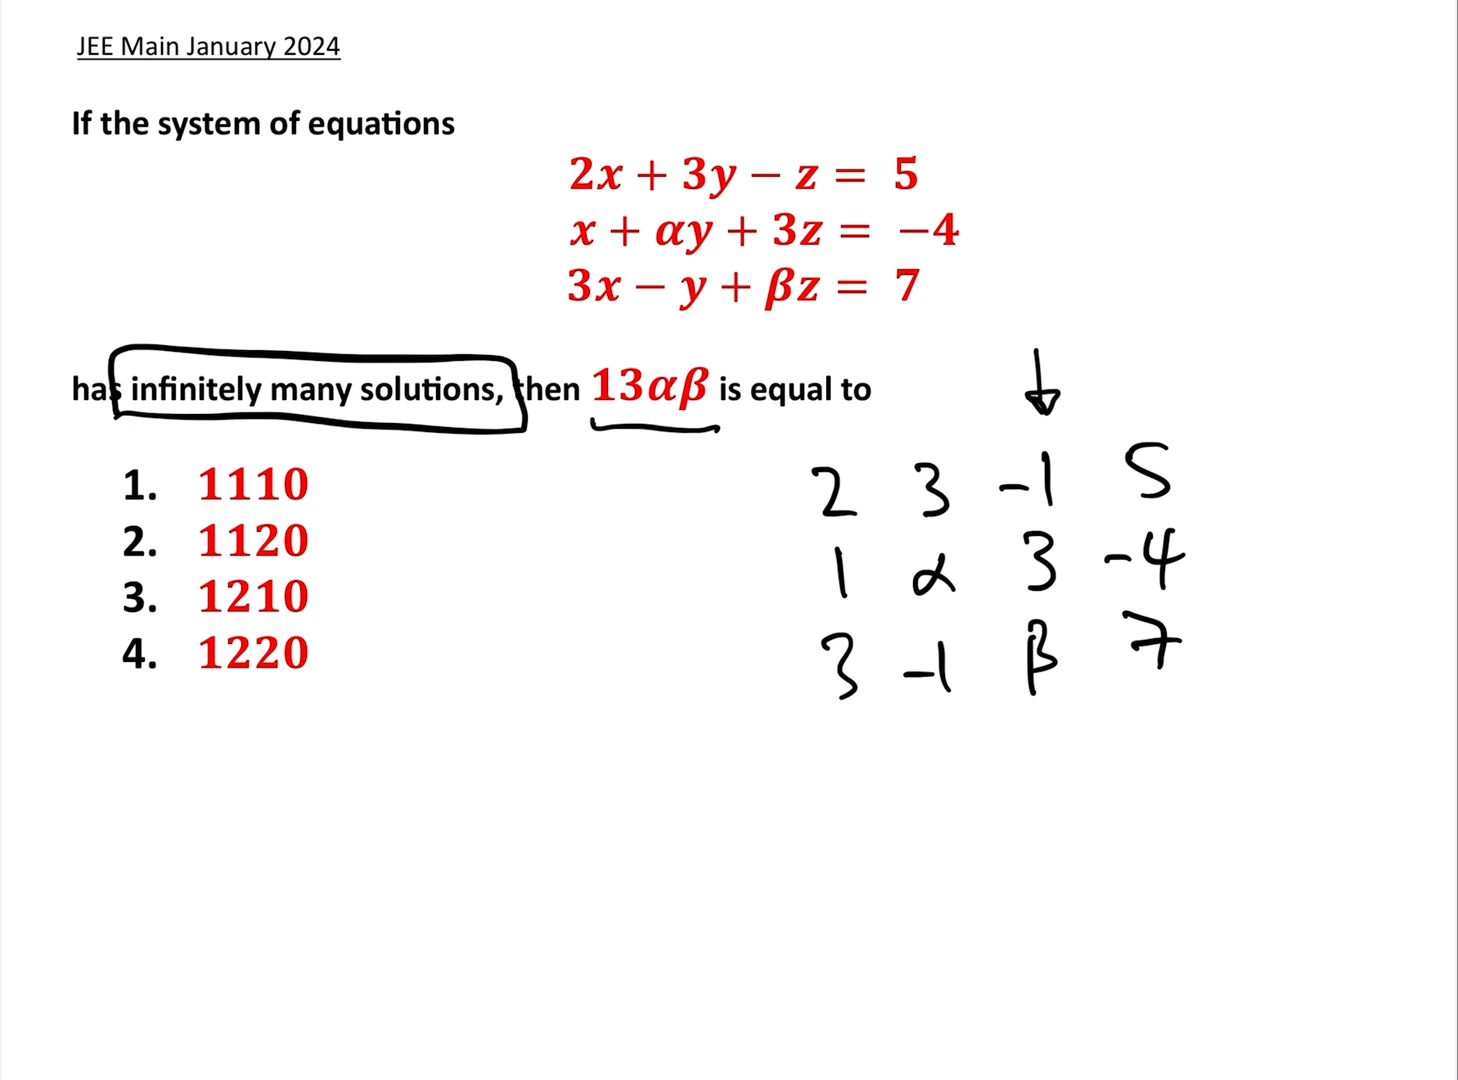 JEE Main January 2024
If the system of equations
2x + 3y − z = 5
x + αy + 3z = −4
3x − y + βz = 7
has infinitely many solutions, then 13αβ is equal to
1. 1110
2. 1120
3. 1210
4. 1220
2 3 -1 5
1 α 3 -4
3 -1 β 7